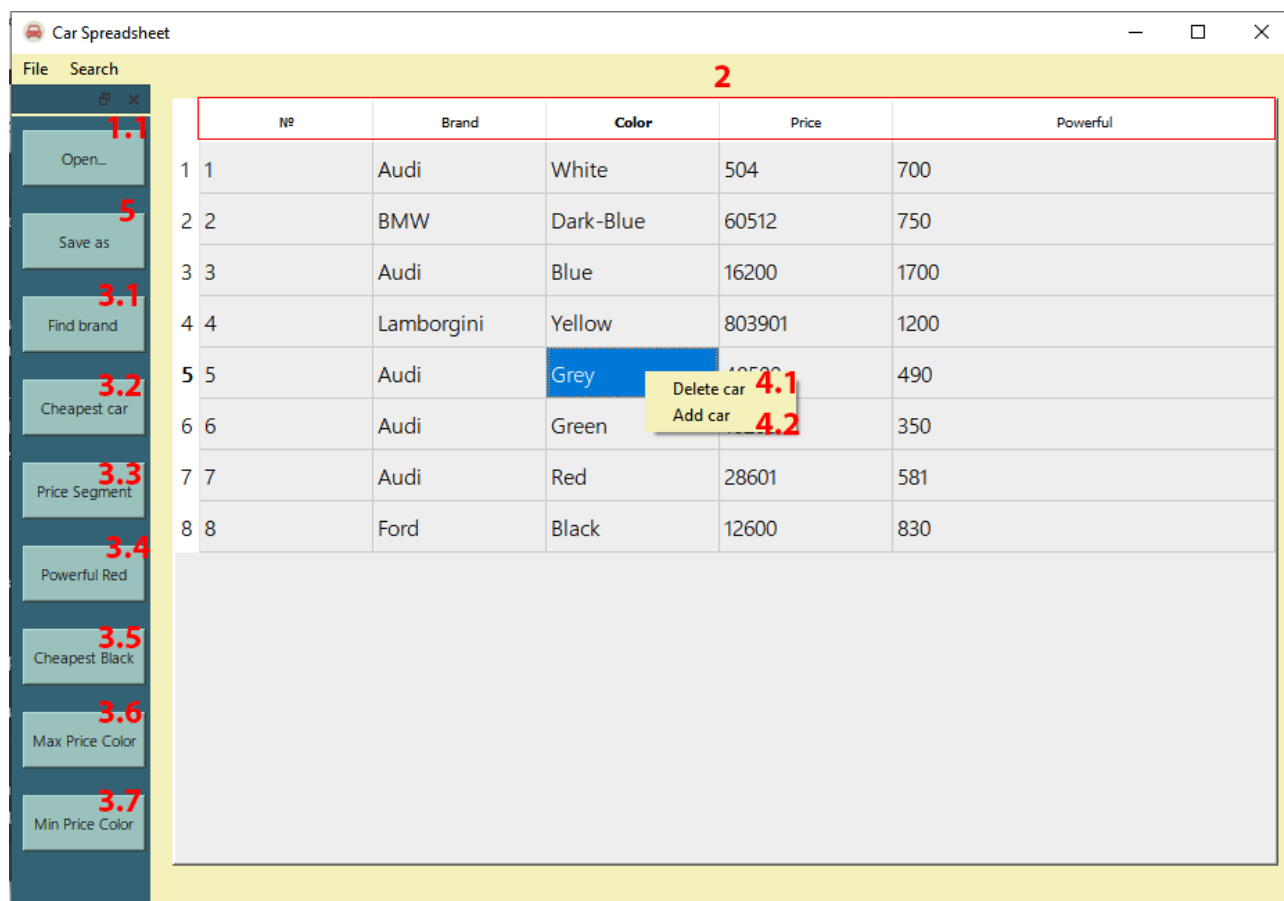 Car Spreadsheet
File Search
2
Nº Brand Color Price Powerful
1.1
Open...
5
Save as
3.1
Find brand
3.2
Cheapest car
3.3
Price Segment
3.4
Powerful Red
3.5
Cheapest Black
3.6
Max Price Color
3.7
Min Price Color
1 1 Audi White 504 700
2 2 BMW Dark-Blue 60512 750
3 3 Audi Blue 16200 1700
4 4 Lamborgini Yellow 803901 1200
5 5 Audi Grey 490
Delete car 4.1
Add car 4.2
6 6 Audi Green 350
7 7 Audi Red 28601 581
8 8 Ford Black 12600 830